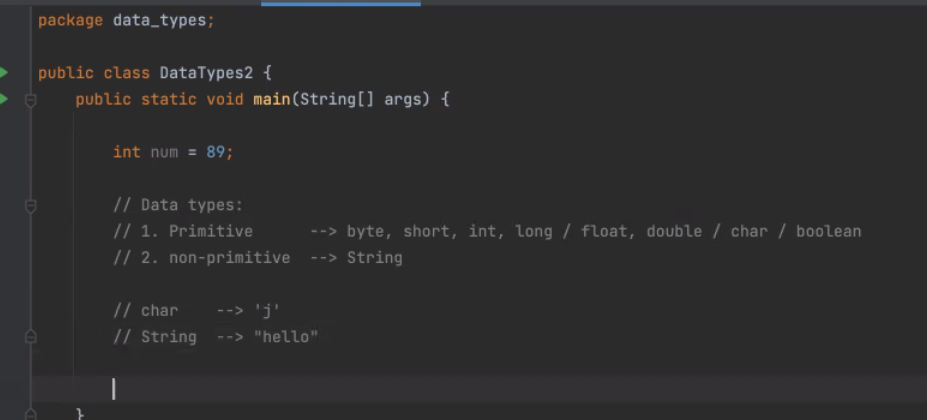 package data_types;
public class DataTypes2 {
public static void main(String[] args) {
int num = 89;
// Data types:
// 1. Primitive      --> byte, short, int, long / float, double / char / boolean
// 2. non-primitive  --> String
// char    --> 'j'
// String  --> "hello"
}